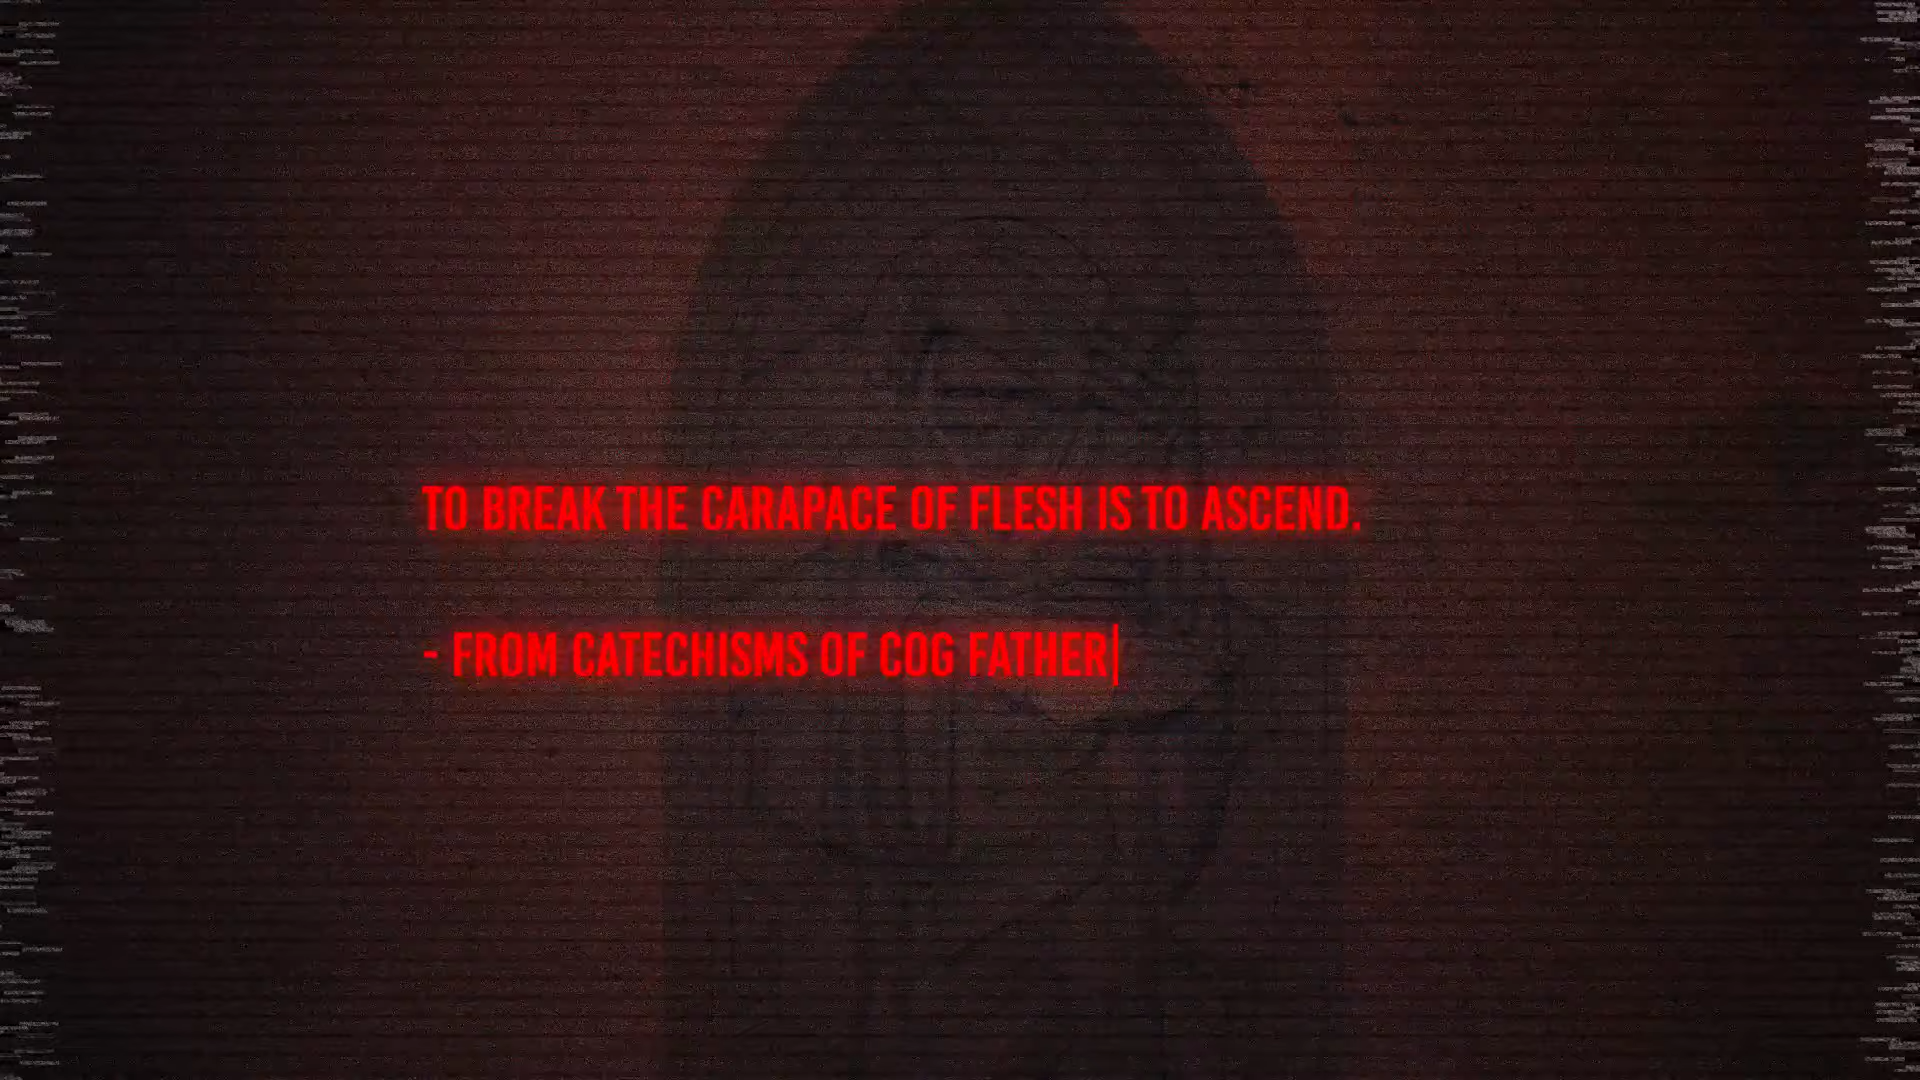 TO BREAK THE CARAPACE OF FLESH IS TO ASCEND.
- FROM CATECHISMS OF COG FATHER